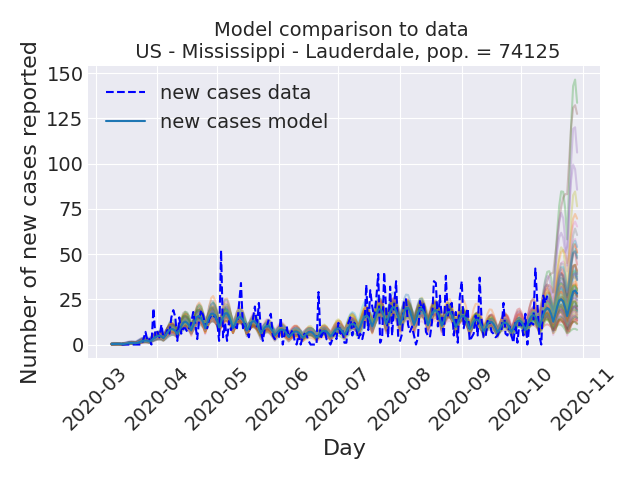 Model comparison to data
US - Mississippi - Lauderdale, pop. = 74125
Number of new cases reported
150
125
100
75
50
25
0
new cases data
new cases model
2020-03
2020-04
2020-05
2020-06
2020-07
2020-08
2020-09
2020-10
2020-11
Day